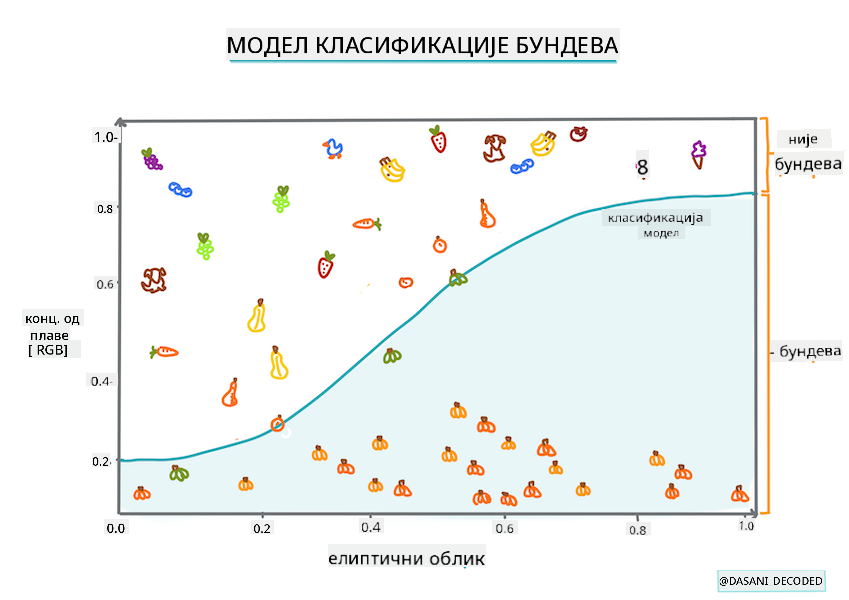 МОДЕЛ КЛАСИФИКАЦИЈЕ БУНДЕВА
1.0-
није
бундева
8
0.8
класификација
модел
0.6
конц. од
плаве
[ RGB]
- бундева
0.4-
0.2-
0.0
0.2
0.4
0.6
0.8
1.0
елиптични облик
@DASANI DECODED